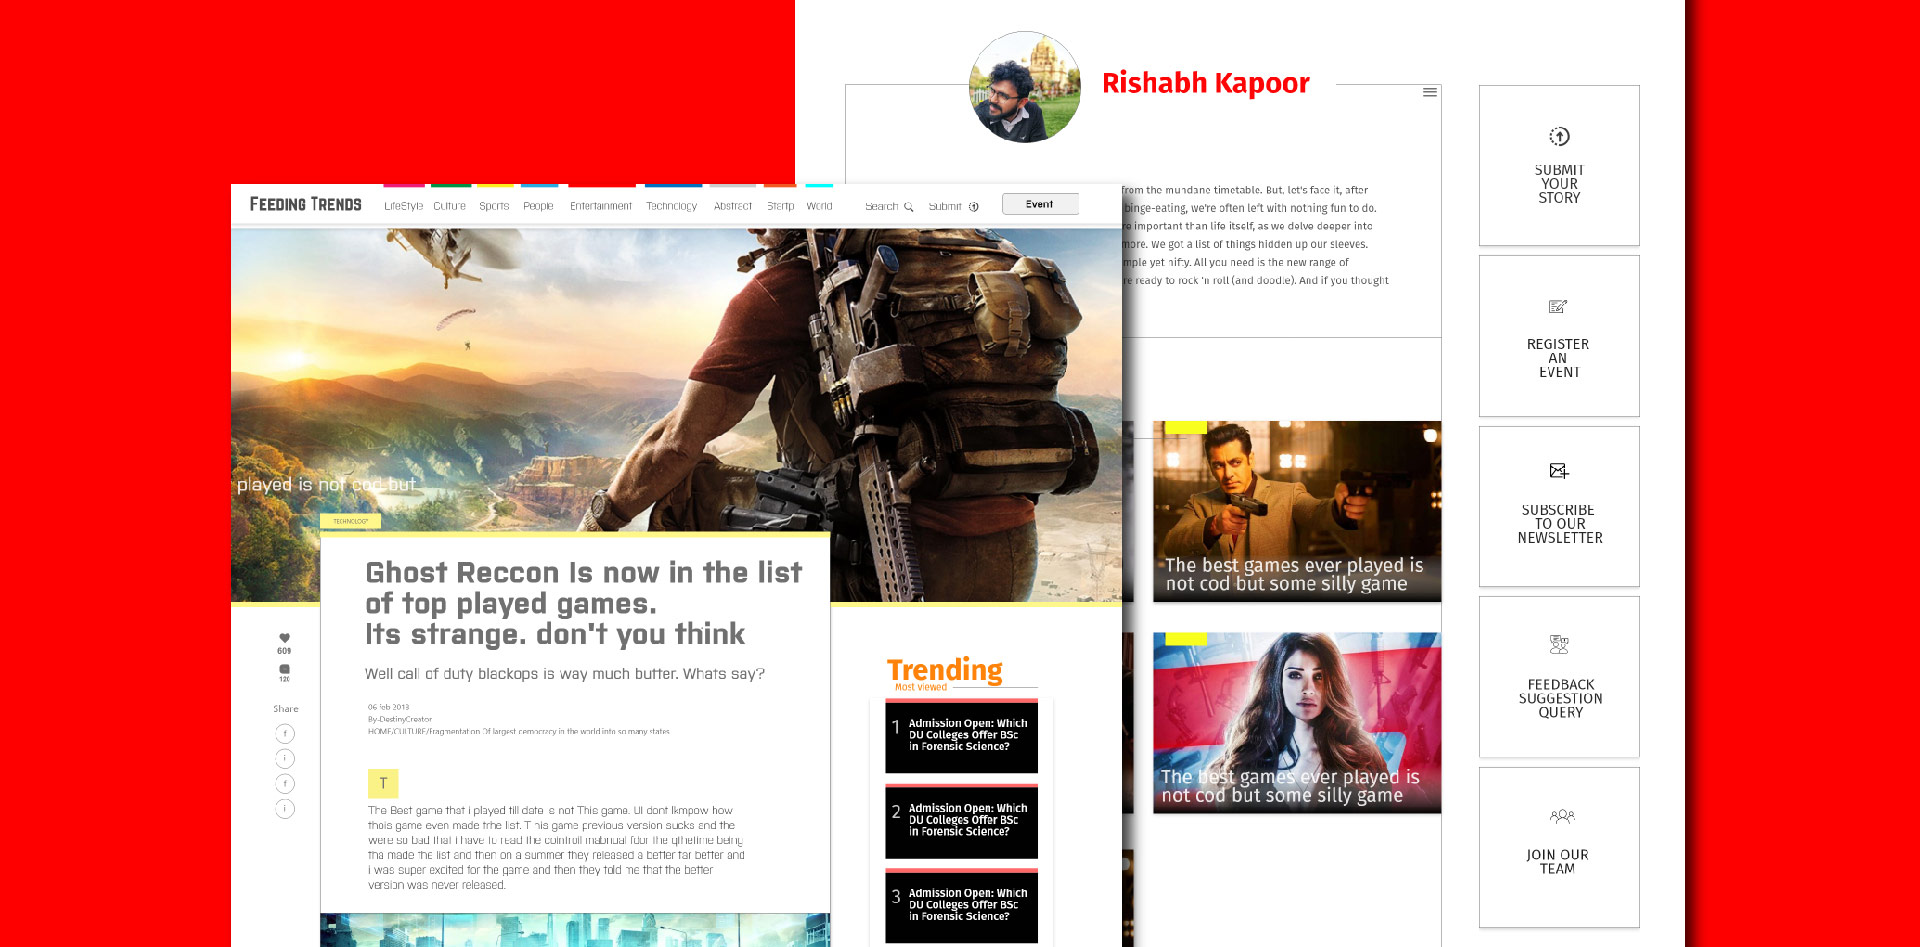 Rishabh Kapoor
from the mundane timetable. But, let's face it, after
binge-eating, we're often left with nothing fun to do.
re important than life itself, as we delve deeper into
more. We got a list of things hidden up our sleeves.
mple yet nifty. All you need is the new range of
re ready to rock 'n roll (and doodle). And if you thought
SUBMIT
YOUR
STORY
REGISTER
AN
EVENT
SUBSCRIBE
TO OUR
NEWSLETTER
FEEDBACK
SUGGESTION
QUERY
JOIN OUR
TEAM
FEEDING TRENDS
LifeStyle Culture Sports People Entertainment Technology Abstract Startp World Search Submit Event
played is not cod but
TECHNOLOGY
Ghost Reccon Is now in the list
of top played games.
Its strange. don't you think
Well call of duty blackops is way much butter. Whats say?
609
120
Share
f
i
f
i
06 feb 2018
By-DestinyCreator
HOME/CULTURE/Fragmentation Of largest democracy in the world into so many states
T
The Best game that i played till date is not This game. UI dont Ikmpow how
thois game even made trhe list. T his game previous version sucks and the
were so bad that i have to read the cointroll mabnual fdor the qfhetime being
tha made the list and then on a summer they released a better far better and
i was super excited for the game and then they told me that the better
version was never released.
Trending
Most viewed
1 Admission Open: Which
DU Colleges Offer BSc
in Forensic Science?
2 Admission Open: Which
DU Colleges Offer BSc
in Forensic Science?
3 Admission Open: Which
DU Colleges Offer BSc
in Forensic Science?
The best games ever played is
not cod but some silly game
The best games ever played is
not cod but some silly game